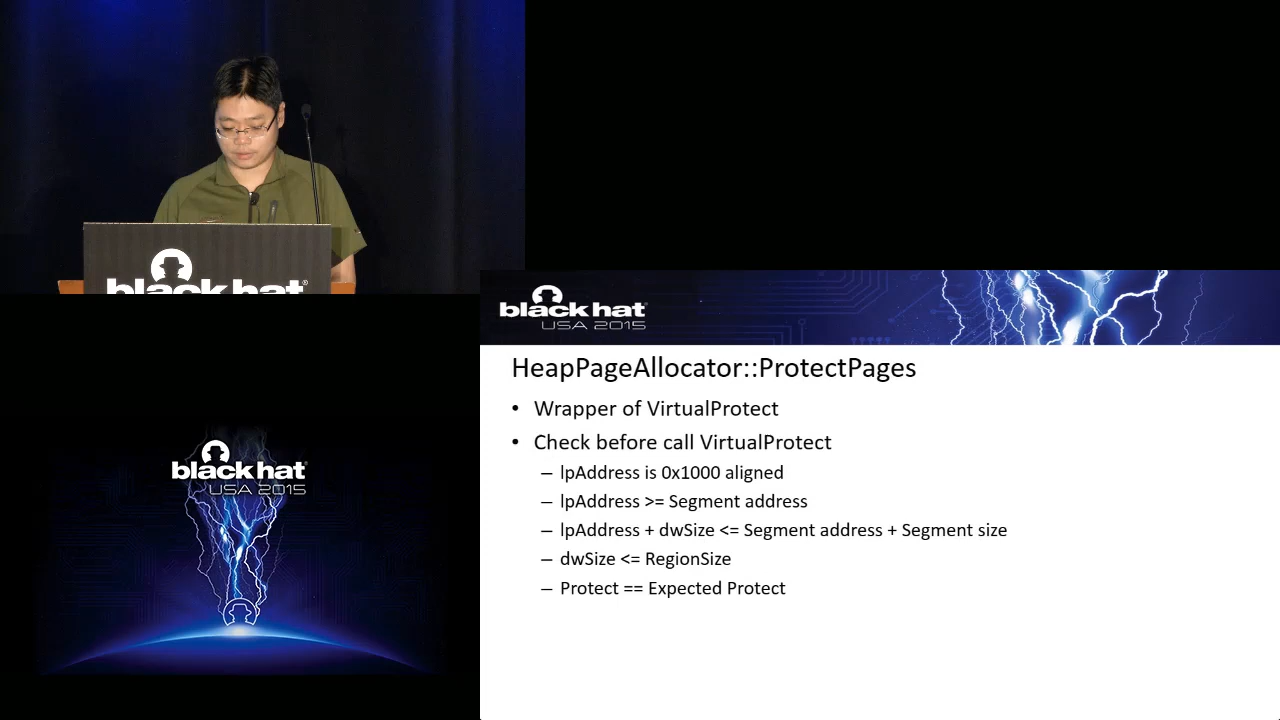 black hat
black hat
USA 2015
black hat
USA 2015
HeapPageAllocator::ProtectPages
• Wrapper of VirtualProtect
• Check before call VirtualProtect
– lpAddress is 0x1000 aligned
– lpAddress >= Segment address
– lpAddress + dwSize <= Segment address + Segment size
– dwSize <= RegionSize
– Protect == Expected Protect